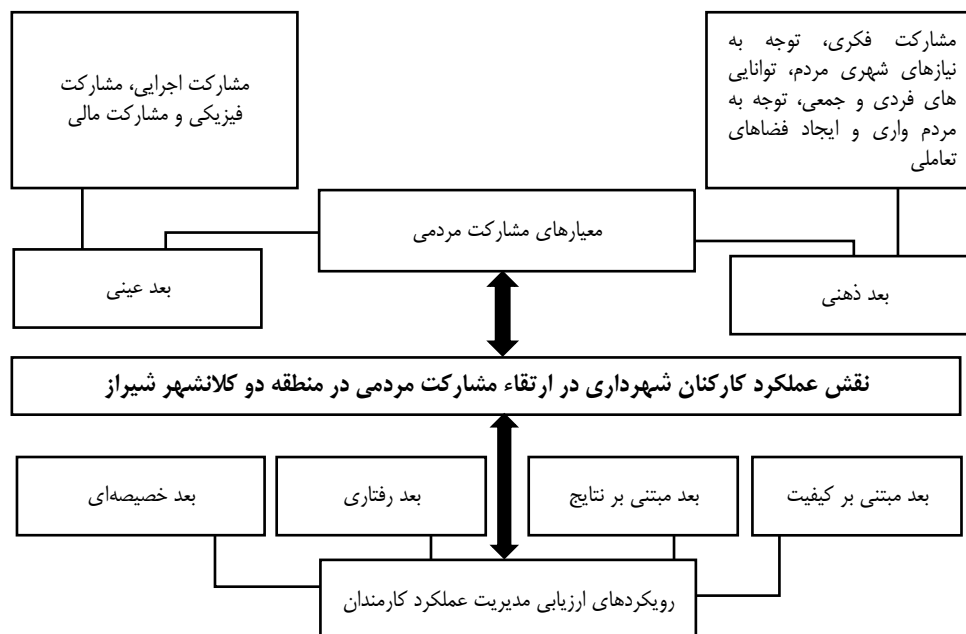 مشارکت فکری، توجه به
نیازهای شهری مردم، توانایی
های فردی و جمعی، توجه به
مردم واری و ایجاد فضاهای
تعاملی
مشارکت اجرایی، مشارکت
فیزیکی و مشارکت مالی
معیارهای مشارکت مردمی
بعد ذهنی
بعد عینی
نقش عملکرد کارکنان شهرداری در ارتقاء مشارکت مردمی در منطقه دو کلانشهر شیراز
بعد مبتنی بر کیفیت
بعد مبتنی بر نتایج
بعد رفتاری
بعد خصیصه‌ای
رویکردهای ارزیابی مدیریت عملکرد کارمندان